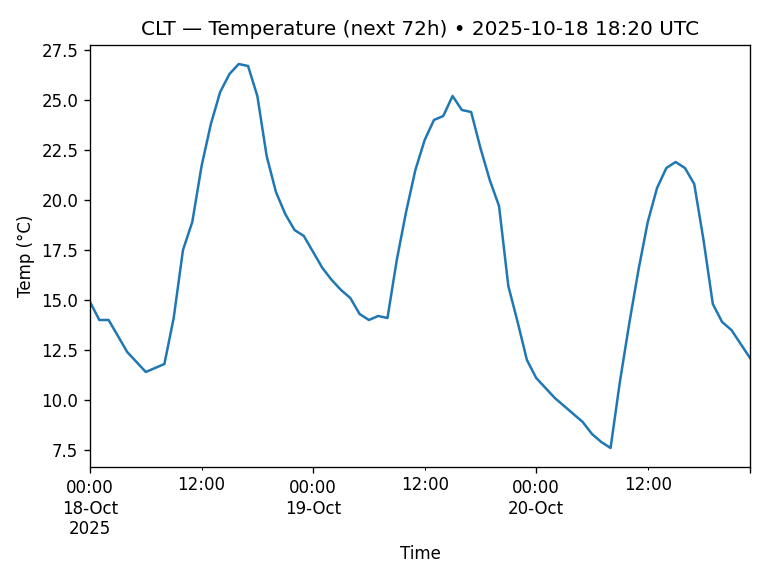 CLT — Temperature (next 72h) • 2025-10-18 18:20 UTC
27.5
25.0
22.5
20.0
17.5
15.0
12.5
10.0
7.5
Temp (°C)
00:00 12:00 00:00 12:00 00:00 12:00
18-Oct 19-Oct 20-Oct
2025
Time